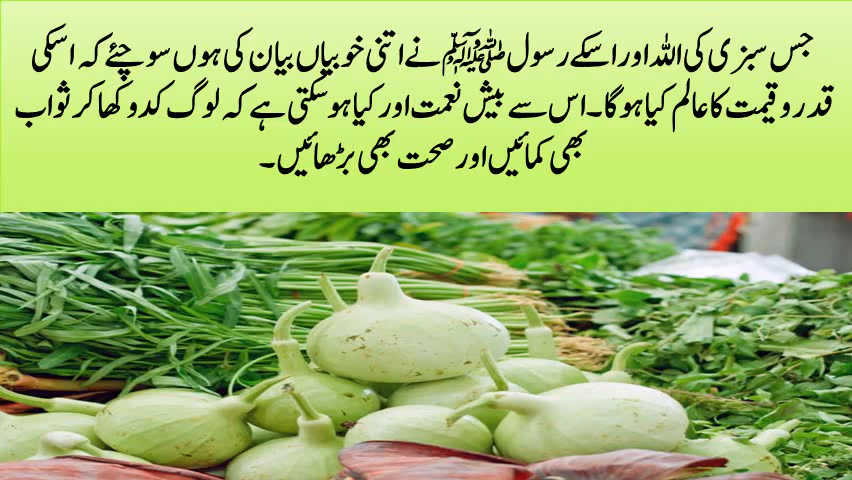 جس سبزی کی اللہ اور اسکے رسول ﷺ نے اتنی خوبیاں بیان کی ہوں سوچئے کہ اسکی
قدر و قیمت کا عالم کیا ہوگا۔ اس سے بیش نعمت اور کیا ہوسکتی ہے کہ لوگ کدو کھا کر ثواب
بھی کمائیں اور صحت بھی بڑھائیں۔